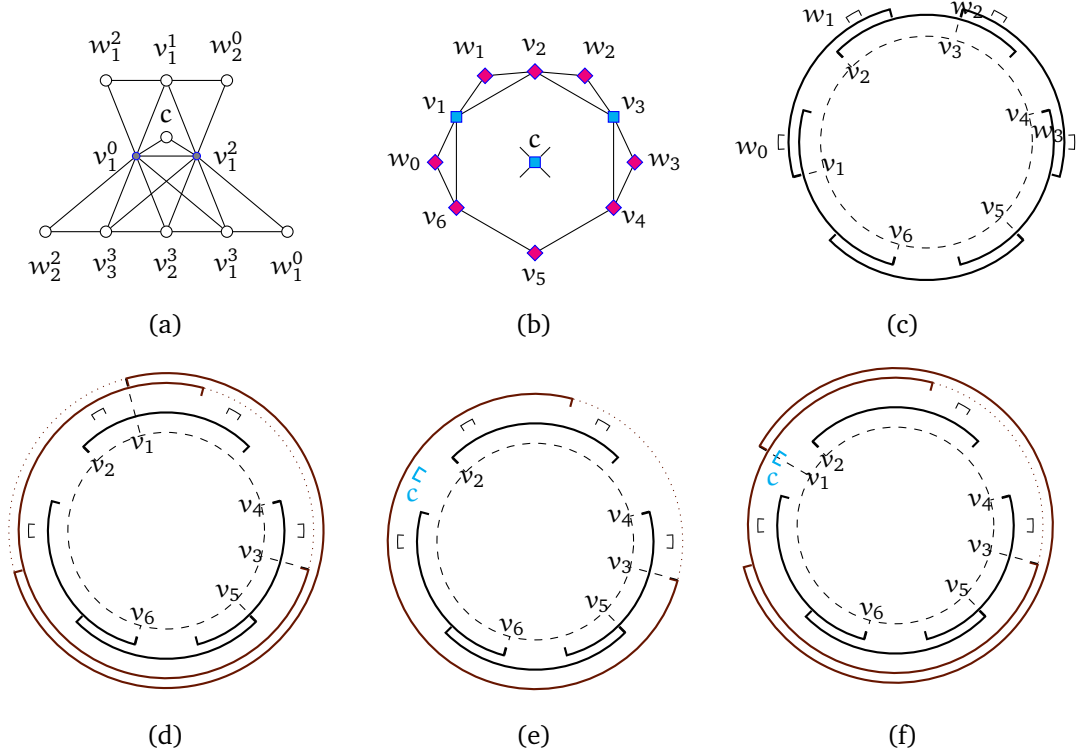 w₁² v₁¹ w₂⁰
c
v₁⁰ v₁²
w₂² v₃³ v₂³ v₁³ w₁⁰
(a)
w₁ v₂ w₂
v₁ v₃
c
w₀ w₃
v₆ v₄
v₅
(b)
w₁ w₂
v₃
v₂
v₄
w₀ w₃
v₁
v₅
v₆
(c)
v₁
v₂
v₄
v₃
v₅
v₆
(d)
v₂
c
v₄
v₃
v₅
v₆
(e)
v₂
c v₁
v₄
v₃
v₅
v₆
(f)